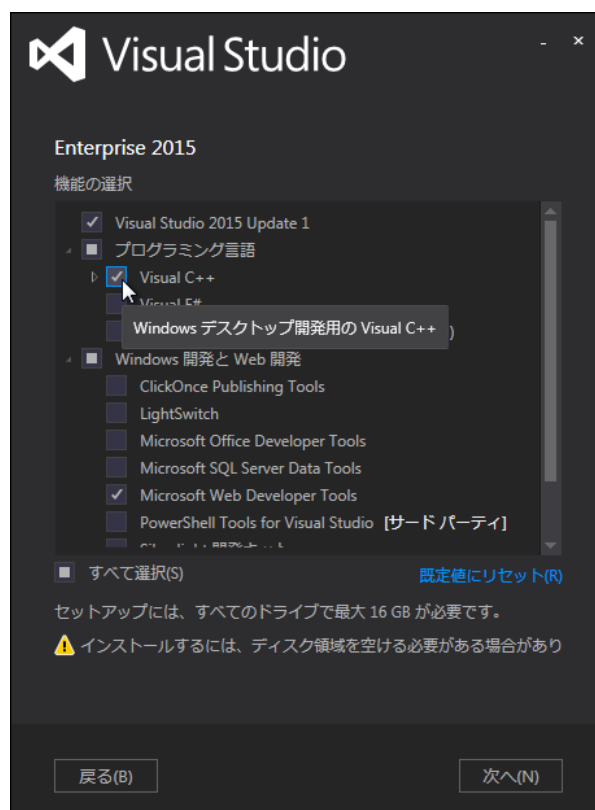 Visual Studio
Enterprise 2015
機能の選択
Visual Studio 2015 Update 1
プログラミング言語
Visual C++
Visual F#
Windows デスクトップ開発用の Visual C++
)
Windows 開発と Web 開発
ClickOnce Publishing Tools
LightSwitch
Microsoft Office Developer Tools
Microsoft SQL Server Data Tools
Microsoft Web Developer Tools
PowerShell Tools for Visual Studio [サード パーティ]
すべて選択(S)
既定値にリセット(R)
セットアップには、すべてのドライブで最大 16 GB が必要です。
インストールするには、ディスク領域を空ける必要がある場合があり
戻る(B)
次へ(N)